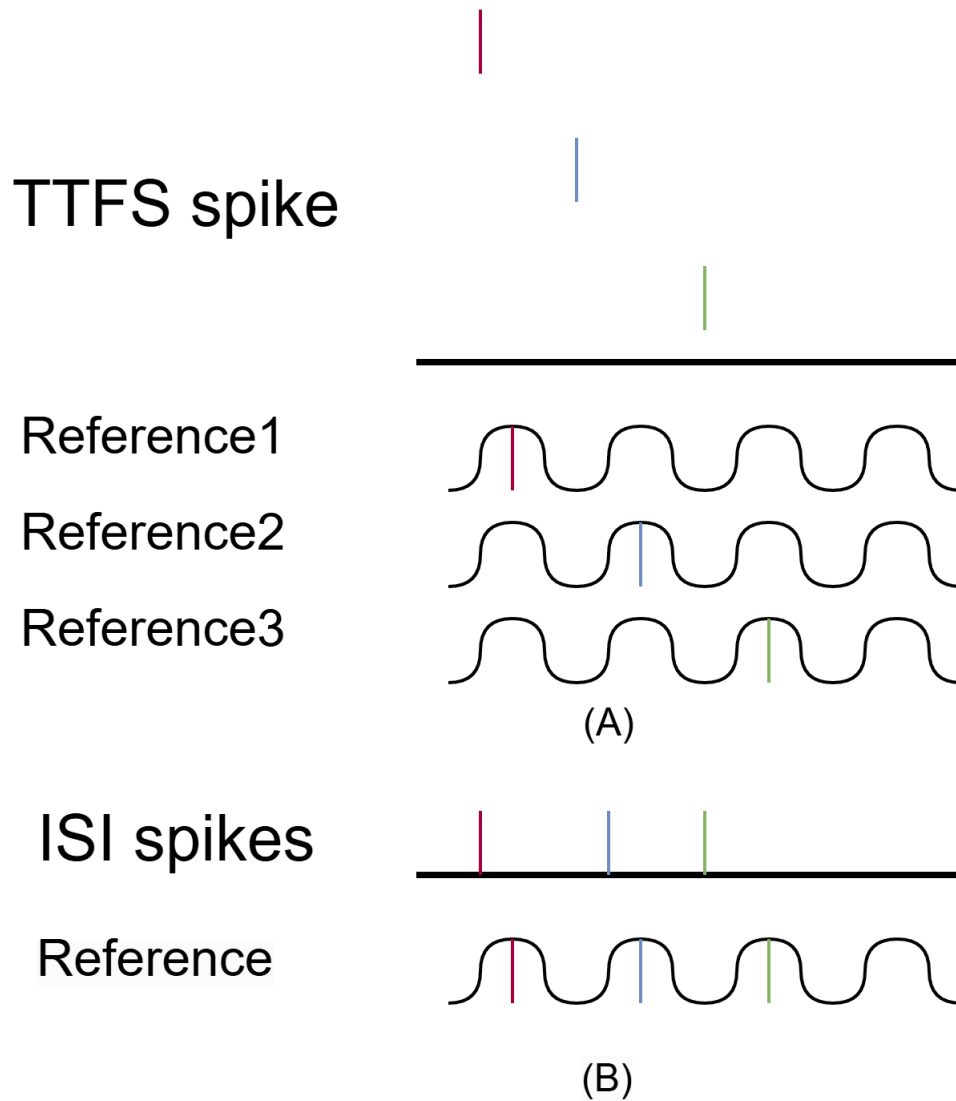 TTFS spike
Reference1
Reference2
Reference3
(A)
ISI spikes
Reference
(B)